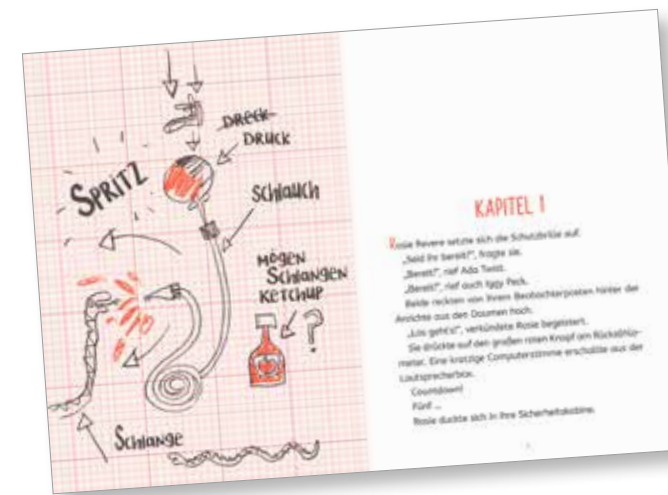 DRECK
DRUCK
SPRITZ
SCHLAUCH
MÖGEN
SCHLANGEN
KETCHUP
?
SCHLANGE
KAPITEL 1
Rosie Revere setzte sich die Schutzbrille auf.
„Seid ihr bereit?“, fragte sie.
„Bereit!“, rief Ada Twist.
„Bereit!“, rief auch Iggy Peck.
Beide reckten von ihrem Beobachterposten hinter der
Anrichte aus den Daumen hoch.
„Los geht's!“, verkündete Rosie begeistert.
Sie drückte auf den großen roten Knopf am
meter. Eine kratzige Computerstimme erschallte aus der
Lautsprecherbox.
Countdown!
Fünf ...
Rosie duckte sich in ihre Sicherheitskabine.